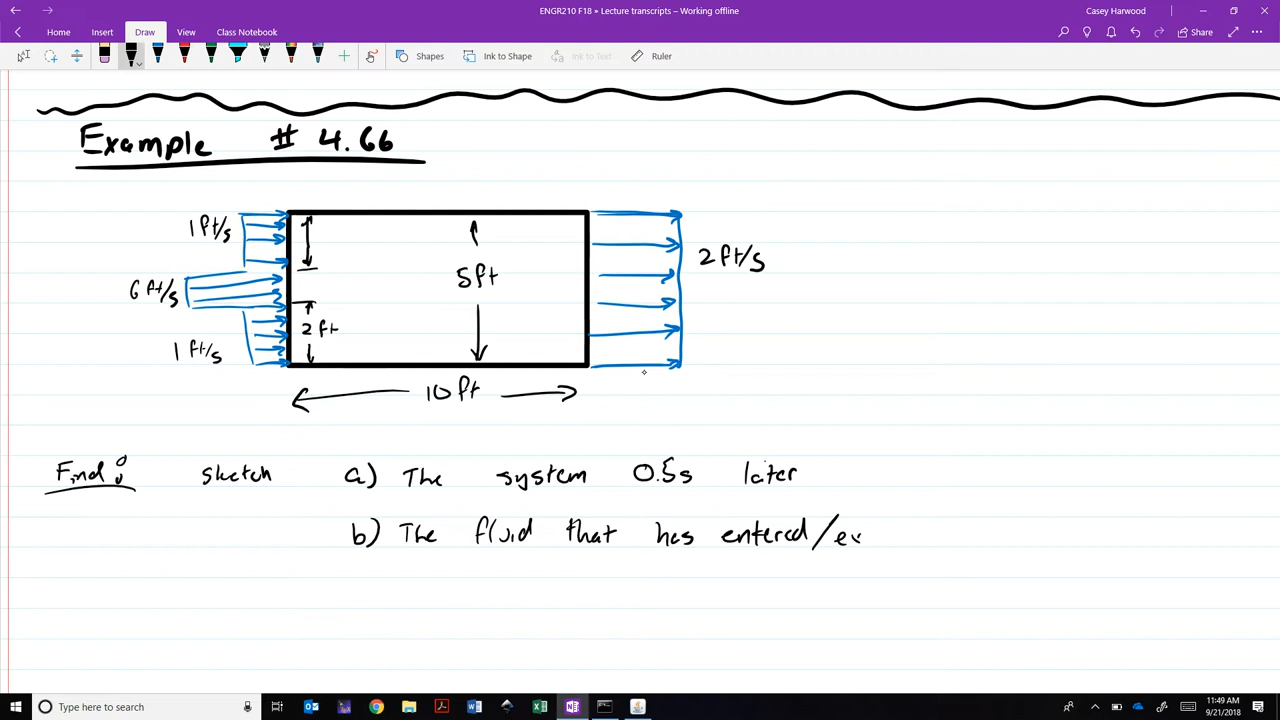 ENGR210 F18 » Lecture transcripts – Working offline
Casey Harwood
Home Insert Draw View Class Notebook
Share
Shapes Ink to Shape Ink to Text Ruler
Example # 4.66
1 ft/s
6 ft/s
1 ft/s
2 ft
5ft
10 ft
2 ft/s
Find: sketch a) The system 0.5s later
b) The fluid that has entered/ex
Type here to search
11:49 AM
9/21/2018